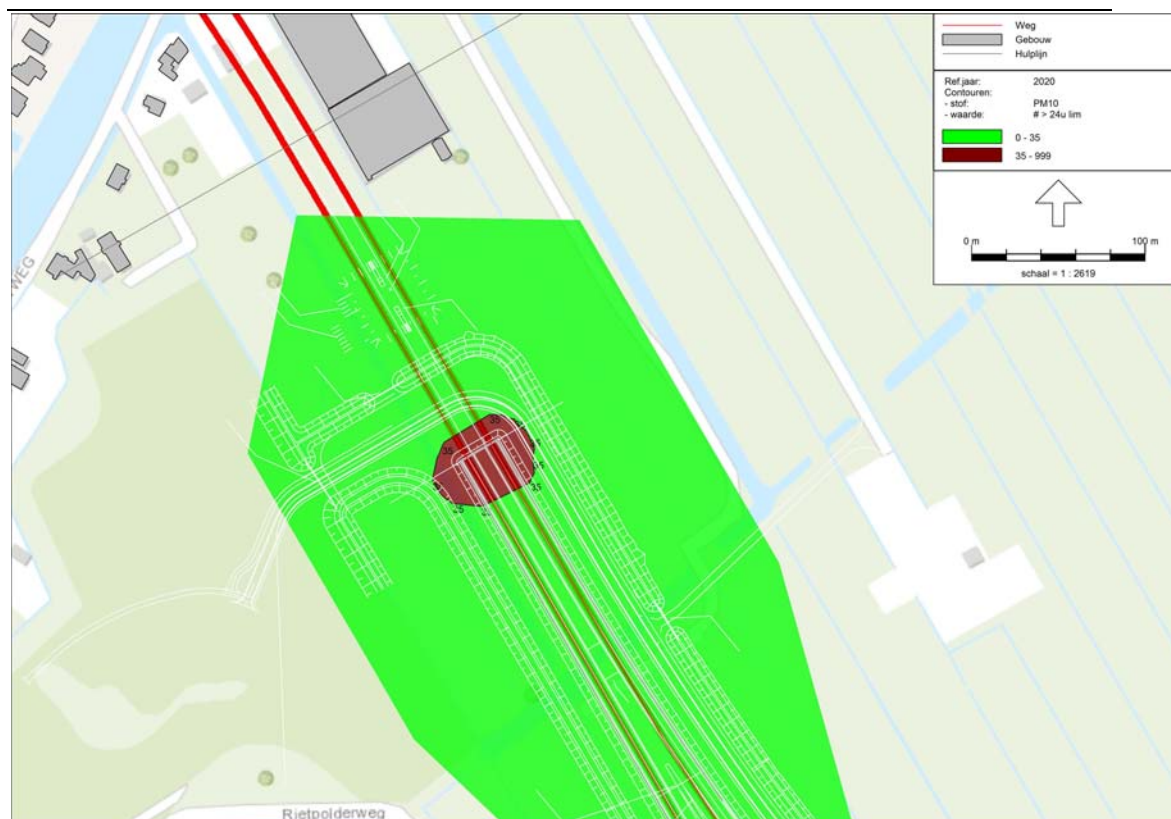 Weg
Gebouw
Hulplijn
Ref.jaar: 2020
Contouren:
- stof: PM10
- waarde: # > 24u lim
0 - 35
35 - 999
0 m 100 m
schaal = 1 : 2619
WEG
35
35
35
Rietpolderweg